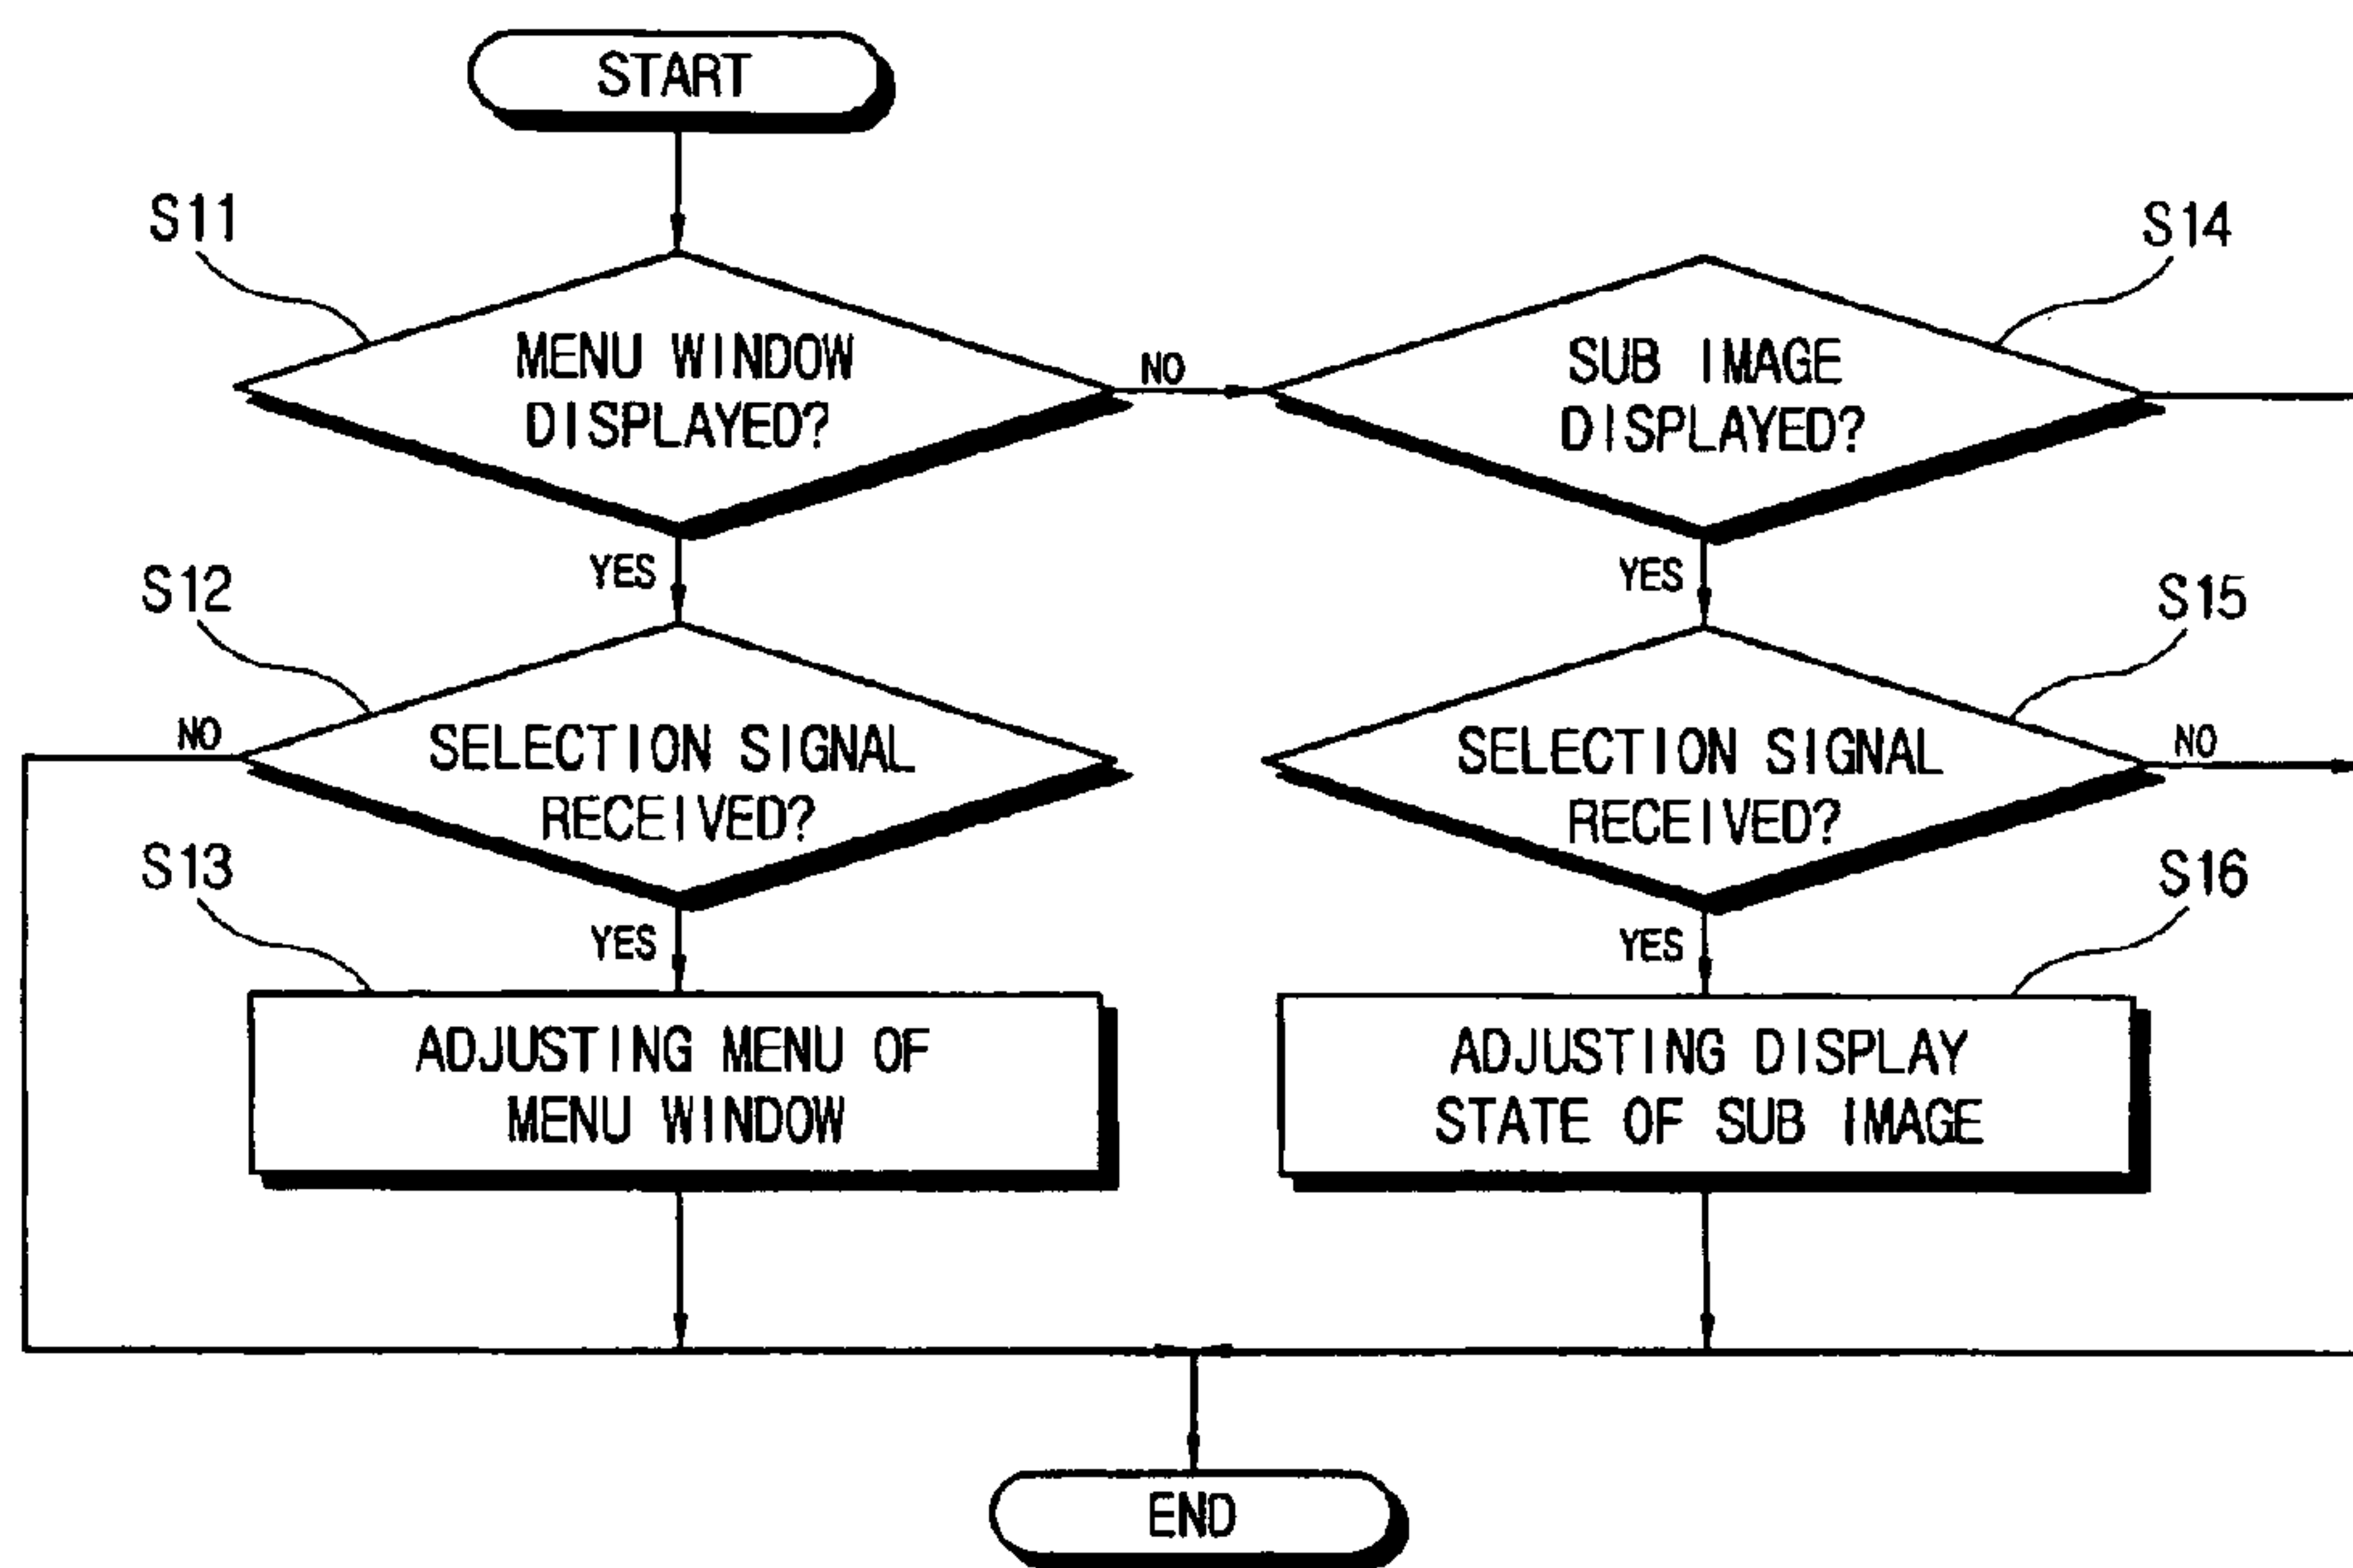 START
S11
MENU WINDOW
DISPLAYED?
NO
S14
SUB IMAGE
DISPLAYED?
YES
YES
S12
SELECTION SIGNAL
RECEIVED?
NO
S15
SELECTION SIGNAL
RECEIVED?
NO
YES
YES
S13
ADJUSTING MENU OF
MENU WINDOW
S16
ADJUSTING DISPLAY
STATE OF SUB IMAGE
END